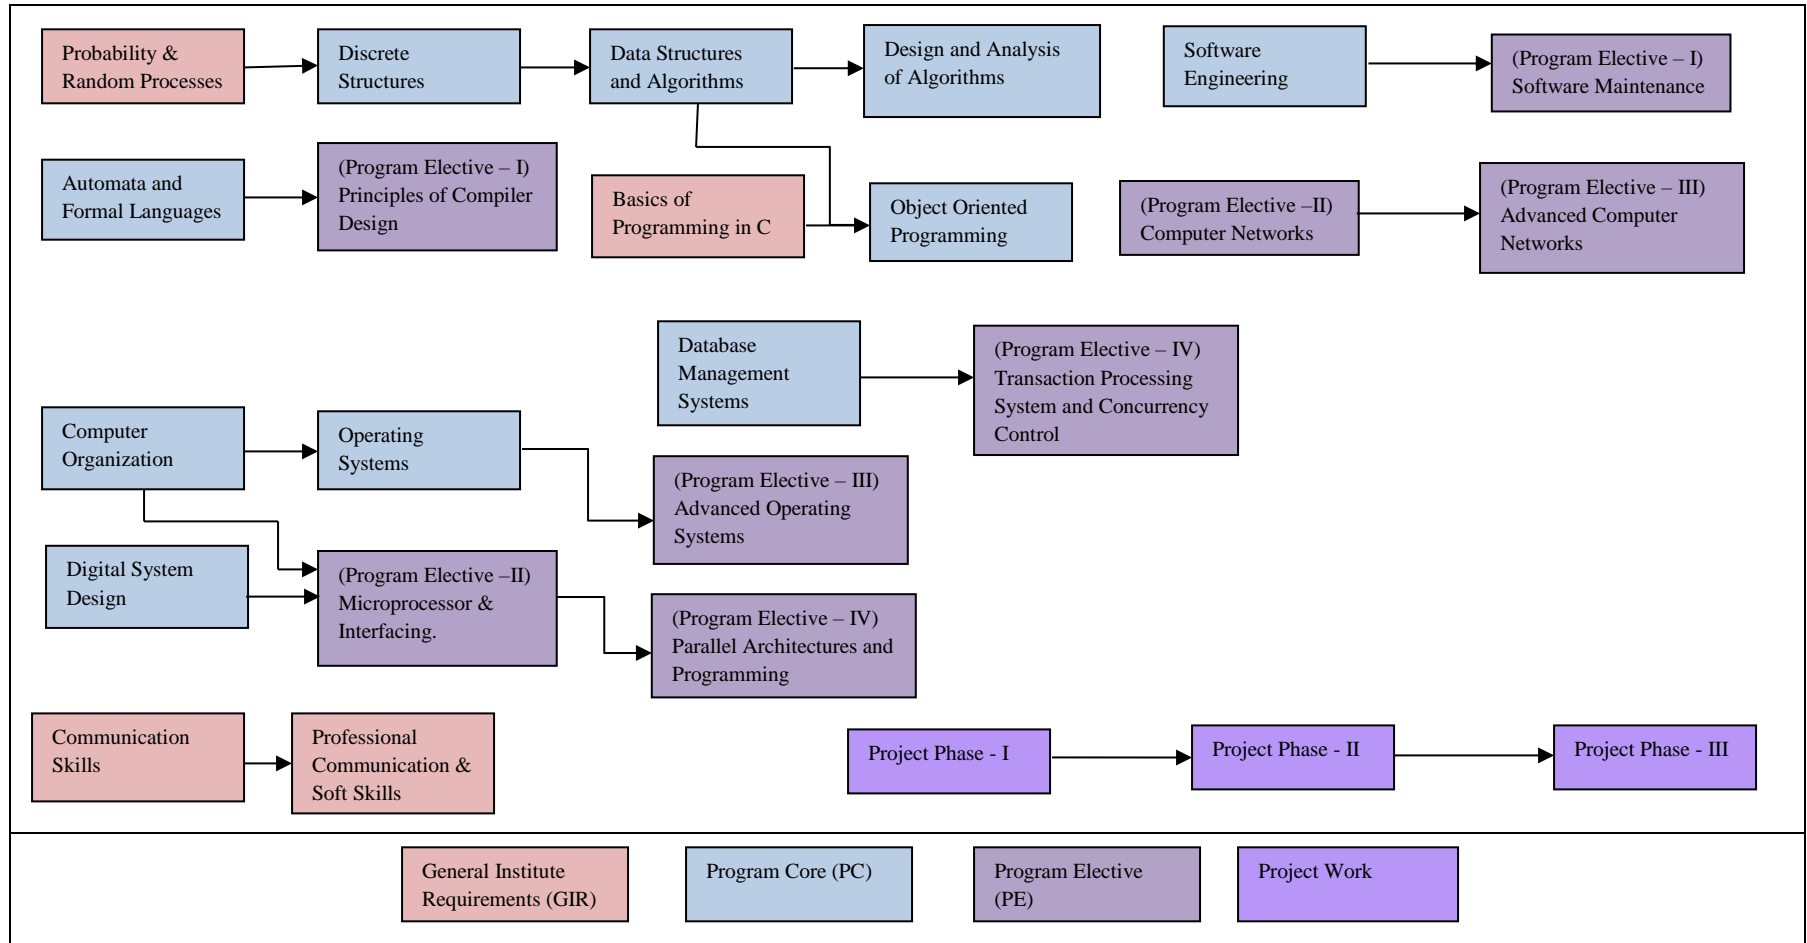 Probability &
Random Processes
Discrete
Structures
Data Structures
and Algorithms
Design and Analysis
of Algorithms
Software
Engineering
(Program Elective – I)
Software Maintenance
Automata and
Formal Languages
(Program Elective – I)
Principles of Compiler
Design
Basics of
Programming in C
Object Oriented
Programming
(Program Elective –II)
Computer Networks
(Program Elective – III)
Advanced Computer
Networks
Database
Management
Systems
(Program Elective – IV)
Transaction Processing
System and Concurrency
Control
Computer
Organization
Operating
Systems
(Program Elective – III)
Advanced Operating
Systems
Digital System
Design
(Program Elective –II)
Microprocessor &
Interfacing.
(Program Elective – IV)
Parallel Architectures and
Programming
Communication
Skills
Professional
Communication &
Soft Skills
Project Phase - I
Project Phase - II
Project Phase - III
General Institute
Requirements (GIR)
Program Core (PC)
Program Elective
(PE)
Project Work